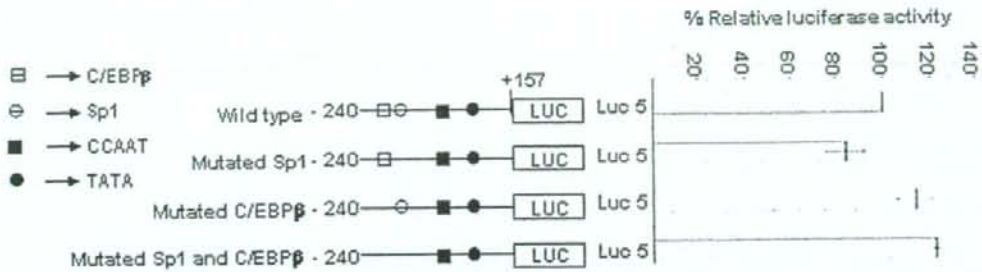 % Relative luciferase activity
20 40 60 80 100 120 140
C/EBPβ
Sp1
CCAAT
TATA
+157
Wild type - 240 LUC Luc 5
Mutated Sp1 - 240 LUC Luc 5
Mutated C/EBPβ - 240 LUC Luc 5
Mutated Sp1 and C/EBPβ - 240 LUC Luc 5